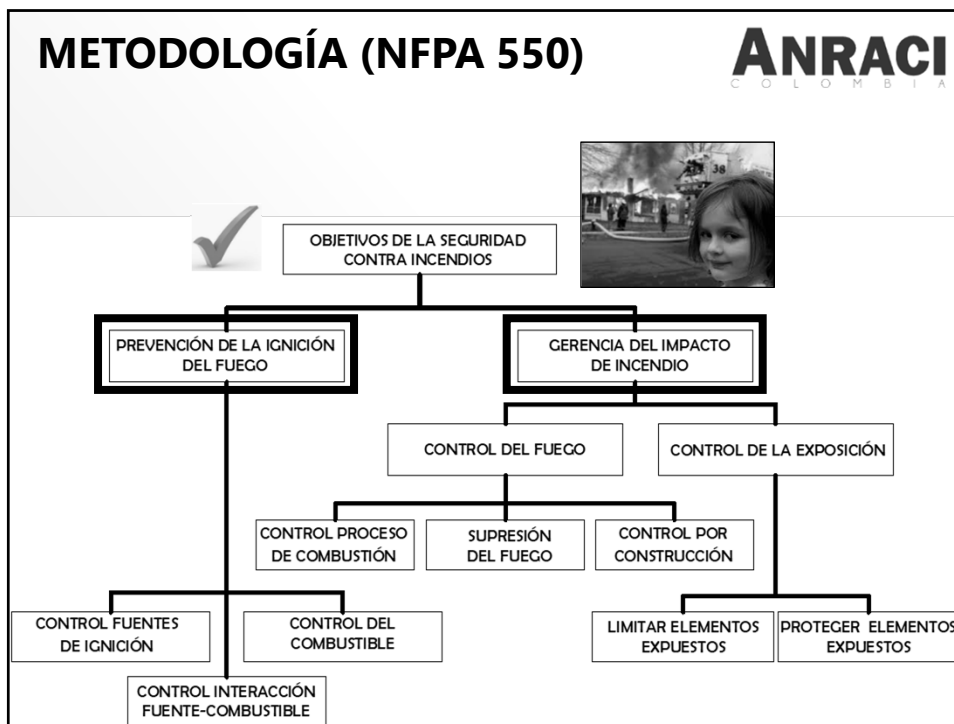 METODOLOGÍA (NFPA 550)
ANRACI
COLOMBIA
38
OBJETIVOS DE LA SEGURIDAD
CONTRA INCENDIOS
PREVENCIÓN DE LA IGNICIÓN
DEL FUEGO
GERENCIA DEL IMPACTO
DE INCENDIO
CONTROL DEL FUEGO
CONTROL DE LA EXPOSICIÓN
CONTROL PROCESO
DE COMBUSTIÓN
SUPRESIÓN
DEL FUEGO
CONTROL POR
CONSTRUCCIÓN
CONTROL FUENTES
DE IGNICIÓN
CONTROL DEL
COMBUSTIBLE
LIMITAR ELEMENTOS
EXPUESTOS
PROTEGER ELEMENTOS
EXPUESTOS
CONTROL INTERACCIÓN
FUENTE-COMBUSTIBLE